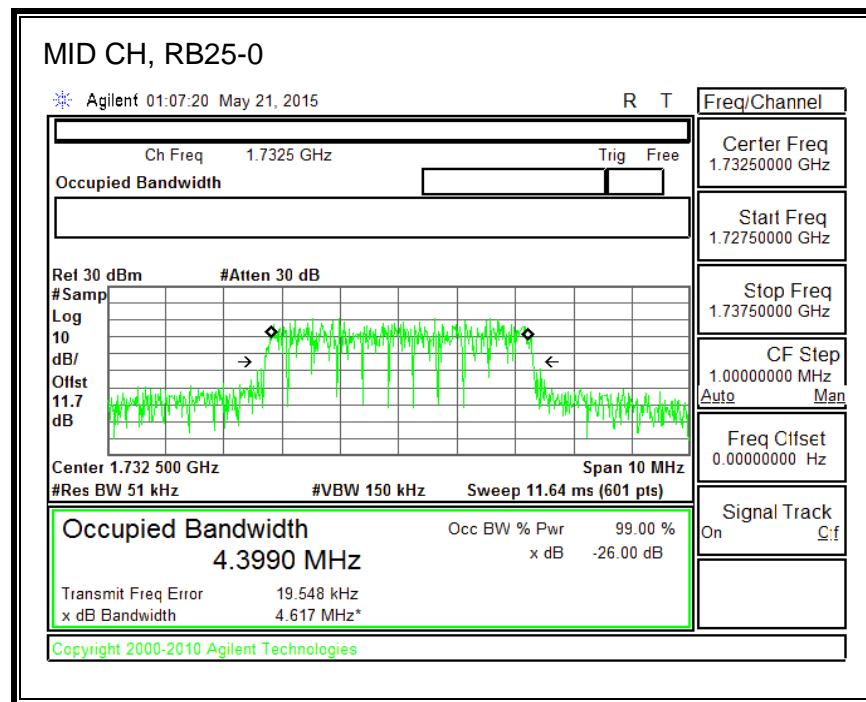 MID CH, RB25-0
Agilent 01:07:20 May 21, 2015 R T
Freq/Channel
Ch Freq 1.7325 GHz Trig Free
Occupied Bandwidth
Center Freq
1.73250000 GHz
Start Freq
1.72750000 GHz
Stop Freq
1.73750000 GHz
CF Step
1.00000000 MHz
Auto Man
Freq Offset
0.00000000 Hz
Signal Track
On Off
Ref 30 dBm #Atten 30 dB
#Samp
Log
10
dB/
Offst
11.7
dB
Center 1.732 500 GHz Span 10 MHz
#Res BW 51 kHz #VBW 150 kHz Sweep 11.64 ms (601 pts)
Occupied Bandwidth Occ BW % Pwr 99.00 %
4.3990 MHz x dB -26.00 dB
Transmit Freq Error 19.548 kHz
x dB Bandwidth 4.617 MHz*
Copyright 2000-2010 Agilent Technologies